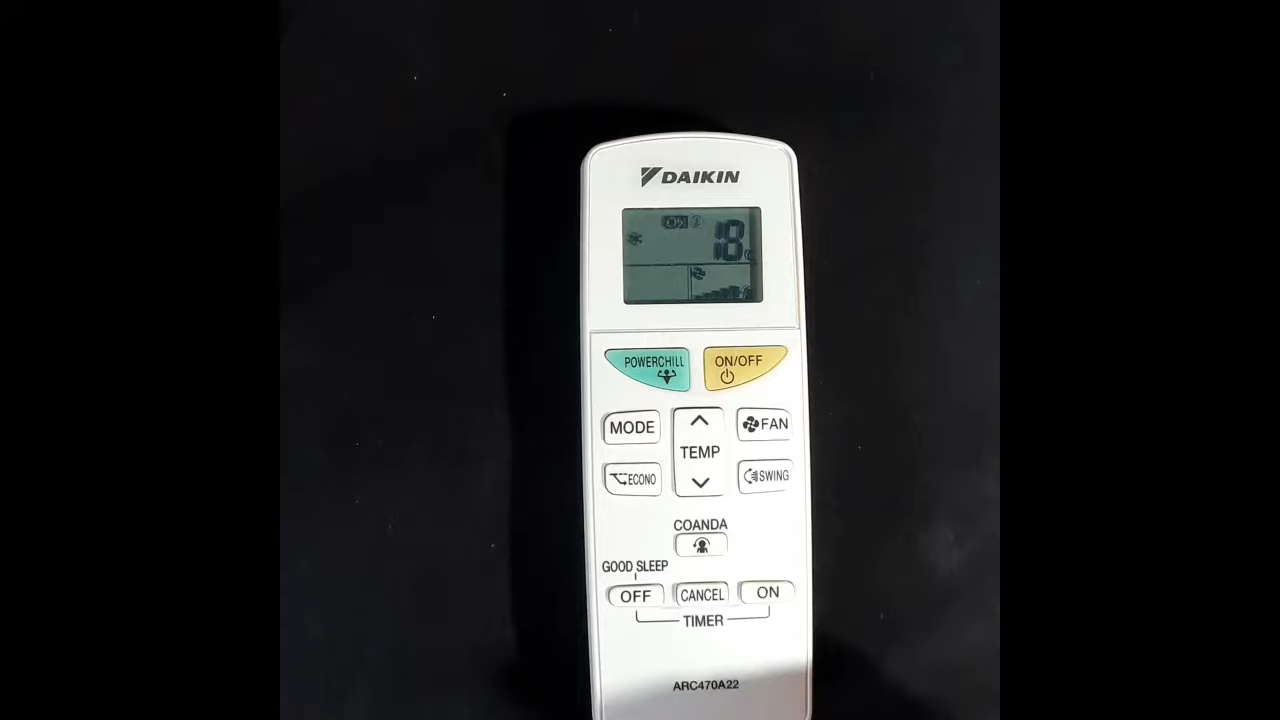 DAIKIN
18
POWERCHILL
ON/OFF
MODE
TEMP
FAN
ECONO
SWING
COANDA
GOOD SLEEP
OFF
CANCEL
ON
TIMER
ARC470A22